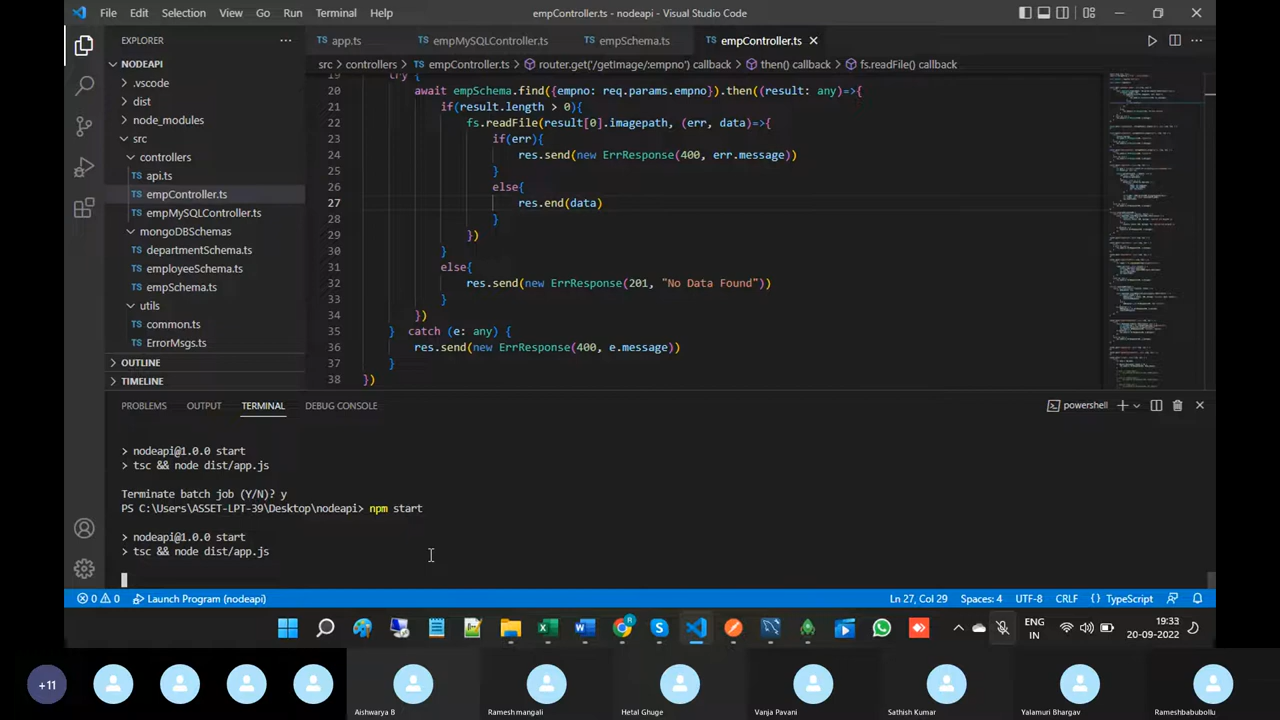 File Edit Selection View Go Run Terminal Help
empController.ts - nodeapi - Visual Studio Code
EXPLORER
app.ts
empMySQLController.ts
empSchema.ts
empController.ts
NODEAPI
src > controllers > empController.ts > router.get('/getImage/:empno') callback > then() callback > fs.readFile() callback
.vscode
dist
node_modules
src
controllers
api.ts
empController.ts
empMySQLController.ts
mongoDBSchemas
departmentSchema.ts
employeeSchema.ts
empSchema.ts
utils
common.ts
ErrorMsgs.ts
OUTLINE
TIMELINE
19 try {
20 await empSchema.find({empno: req.params.empno}).then((result: any)=>{
21 if(result.length > 0){
22 fs.readFile(result[0].imagepath, (err, data)=>{
23 if(err){
24 res.send(new ErrResponse(400, err.message))
25 }
26 else{
27 res.end(data)
28 }
29 })
30 }
31 else{
32 res.send(new ErrResponse(201, "No Data Found"))
33 }
34 })
35 } catch (e: any) {
36 res.send(new ErrResponse(400, e.message))
37 }
38 })
PROBLEMS OUTPUT TERMINAL DEBUG CONSOLE
powershell
> nodeapi@1.0.0 start
> tsc && node dist/app.js
Terminate batch job (Y/N)? y
PS C:\Users\ASSET-LPT-39\Desktop\nodeapi> npm start
> nodeapi@1.0.0 start
> tsc && node dist/app.js
0 0 Launch Program (nodeapi)
Ln 27, Col 29 Spaces: 4 UTF-8 CRLF {} TypeScript
ENG
IN
19:33
20-09-2022
+11
Aishwarya B
Ramesh mangali
Hetal Ghuge
Vanja Pavani
Sathish Kumar
Yalamuri Bhargav
Rameshbabubollu